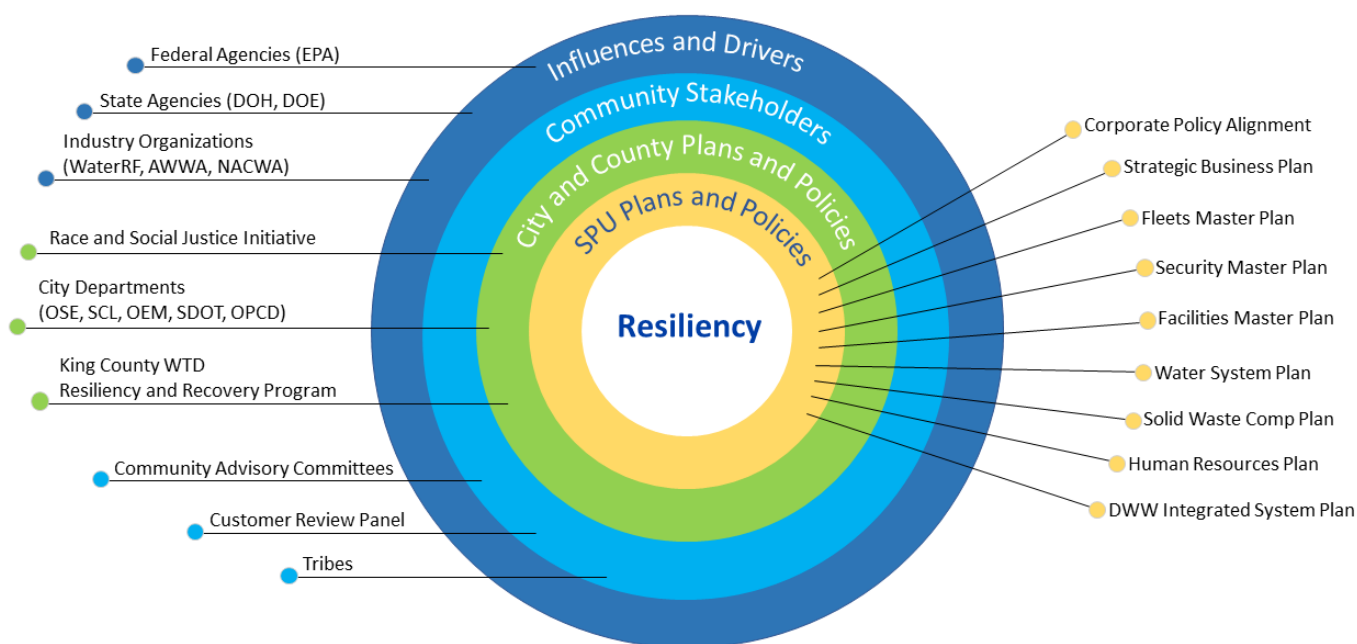 Influences and Drivers
Community Stakeholders
City and County Plans and Policies
SPU Plans and Policies
Resiliency
Federal Agencies (EPA)
State Agencies (DOH, DOE)
Industry Organizations
(WaterRF, AWWA, NACWA)
Race and Social Justice Initiative
City Departments
(OSE, SCL, OEM, SDOT, OPCD)
King County WTD
Resiliency and Recovery Program
Community Advisory Committees
Customer Review Panel
Tribes
Corporate Policy Alignment
Strategic Business Plan
Fleets Master Plan
Security Master Plan
Facilities Master Plan
Water System Plan
Solid Waste Comp Plan
Human Resources Plan
DWW Integrated System Plan